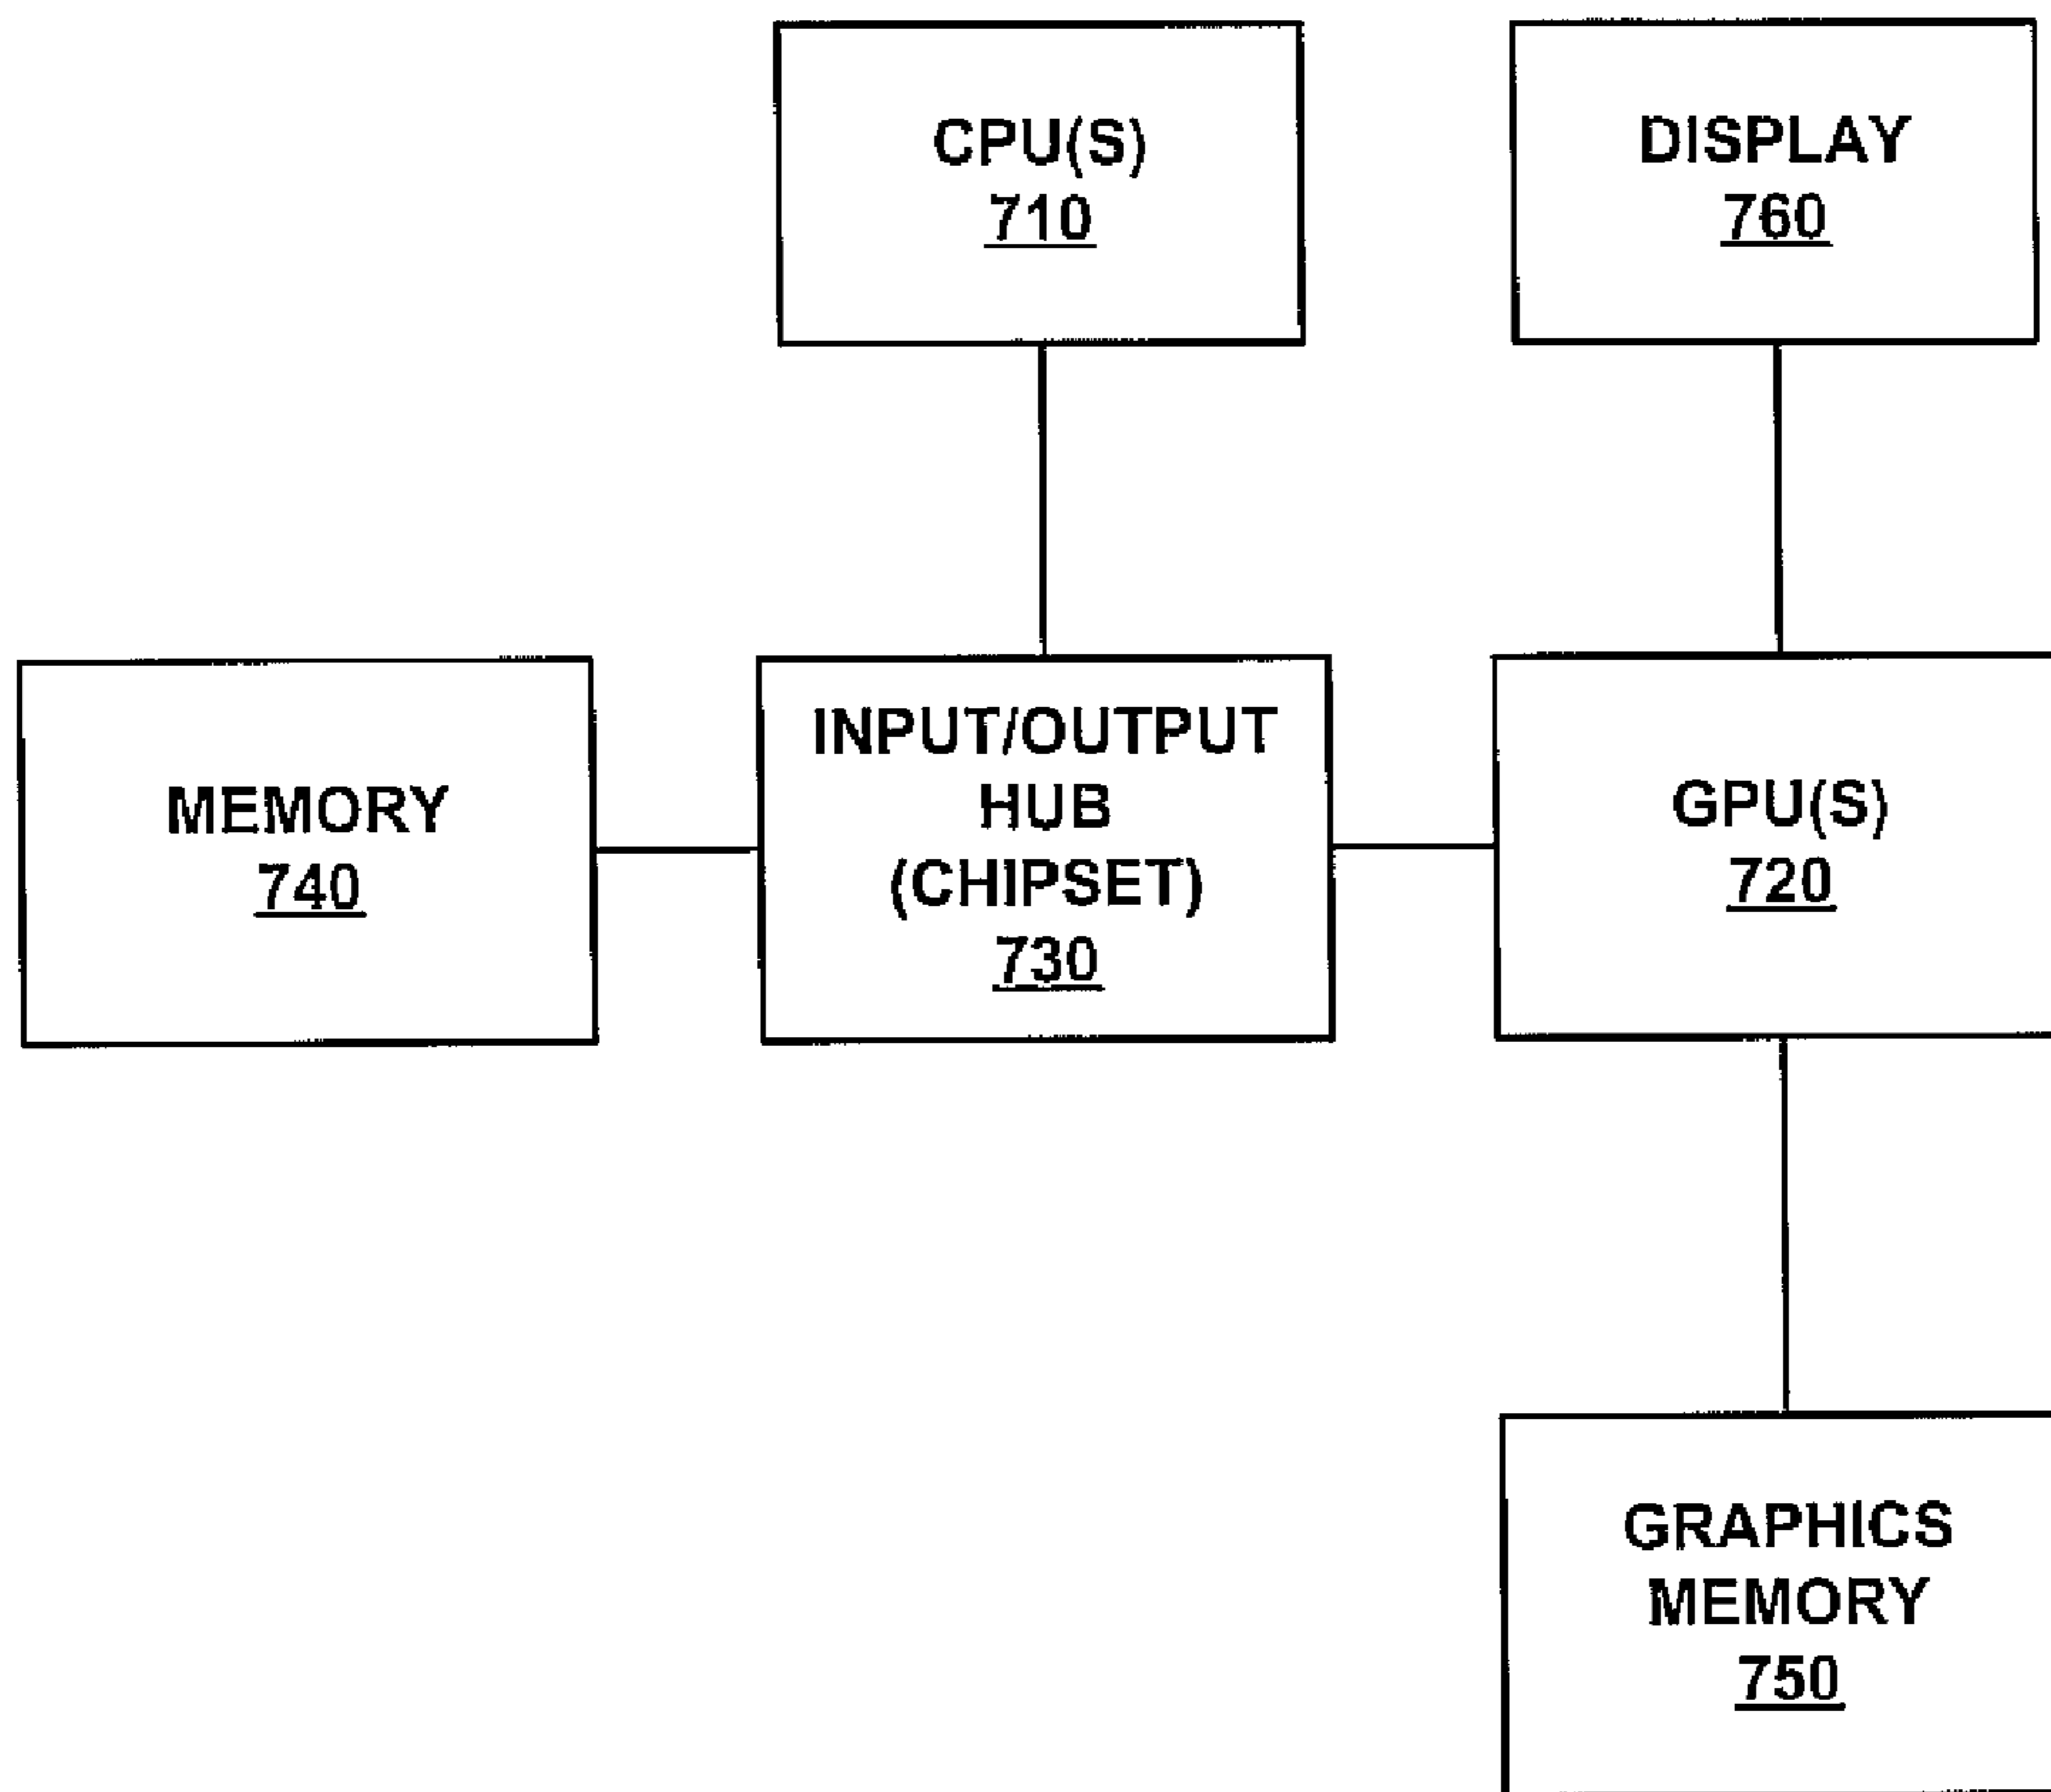 CPU(S)
710
DISPLAY
760
MEMORY
740
INPUT/OUTPUT
HUB
(CHIPSET)
730
GPU(S)
720
GRAPHICS
MEMORY
750